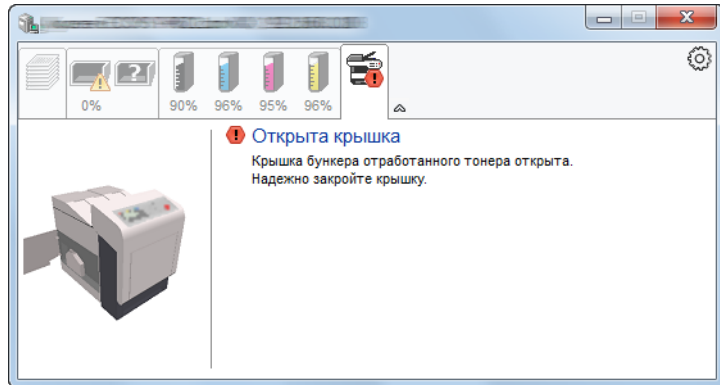 0%
90%
96%
95%
96%
Открыта крышка
Крышка бункера отработанного тонера открыта.
Надежно закройте крышку.